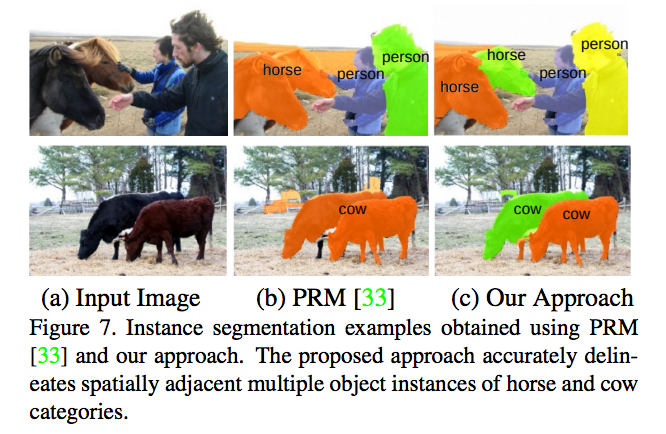 horse
person
person
horse
horse
person
person
cow
cow
cow
(a) Input Image (b) PRM [33] (c) Our Approach
Figure 7. Instance segmentation examples obtained using PRM
[33] and our approach. The proposed approach accurately delin-
eates spatially adjacent multiple object instances of horse and cow
categories.